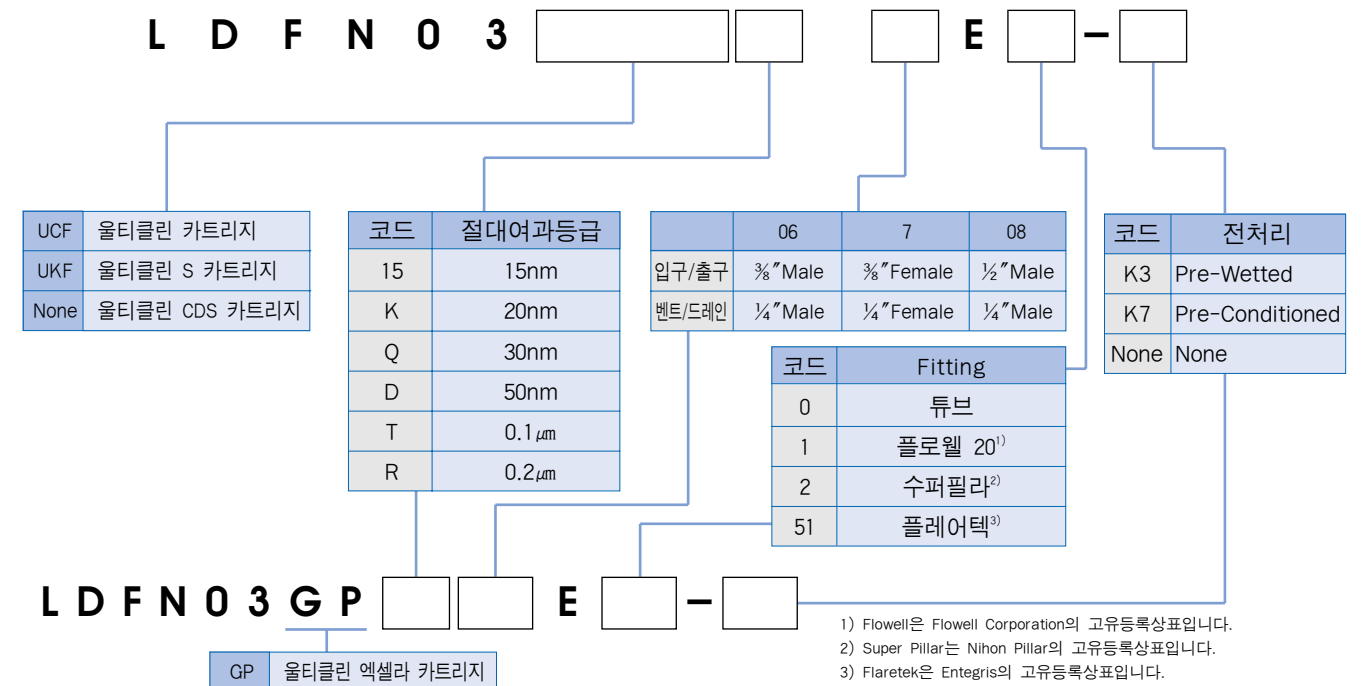 LDFN03 E -
UCF 울티클린 카트리지
UKF 울티클린 S 카트리지
None 울티클린 CDS 카트리지
코드 절대여과등급
15 15nm
K 20nm
Q 30nm
D 50nm
T 0.1㎛
R 0.2㎛
06 7 08
입구/출구 ⅜″Male ⅜″Female ½″Male
벤트/드레인 ¼″Male ¼″Female ¼″Male
코드 Fitting
0 튜브
1 플로웰 20¹⁾
2 수퍼필라²⁾
51 플레어텍³⁾
코드 전처리
K3 Pre-Wetted
K7 Pre-Conditioned
None None
LDFN03GP E -
GP 울티클린 엑셀라 카트리지
1) Flowell은 Flowell Corporation의 고유등록상표입니다.
2) Super Pillar는 Nihon Pillar의 고유등록상표입니다.
3) Flaretek은 Entegris의 고유등록상표입니다.